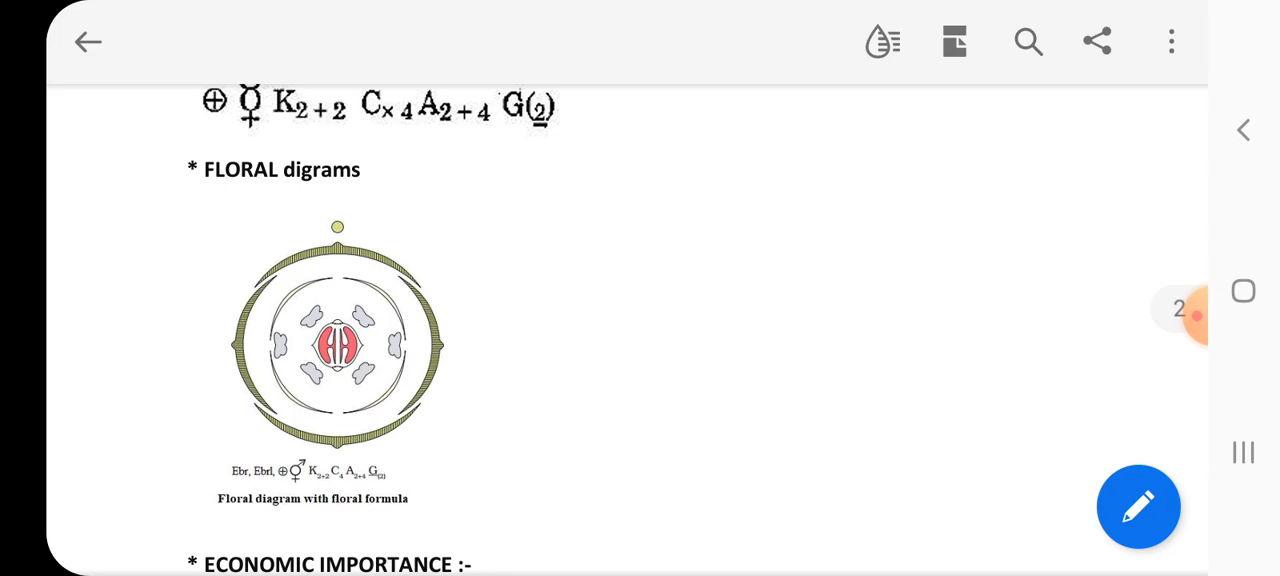 ⊕ ⚥ K₂₊₂ Cₓ₄ A₂₊₄ G(2)
* FLORAL digrams
2
Ebr, Ebrl, ⊕ ⚥ K₂₊₂ C₄ A₂₊₄ G₍₂₎
Floral diagram with floral formula
* ECONOMIC IMPORTANCE :-